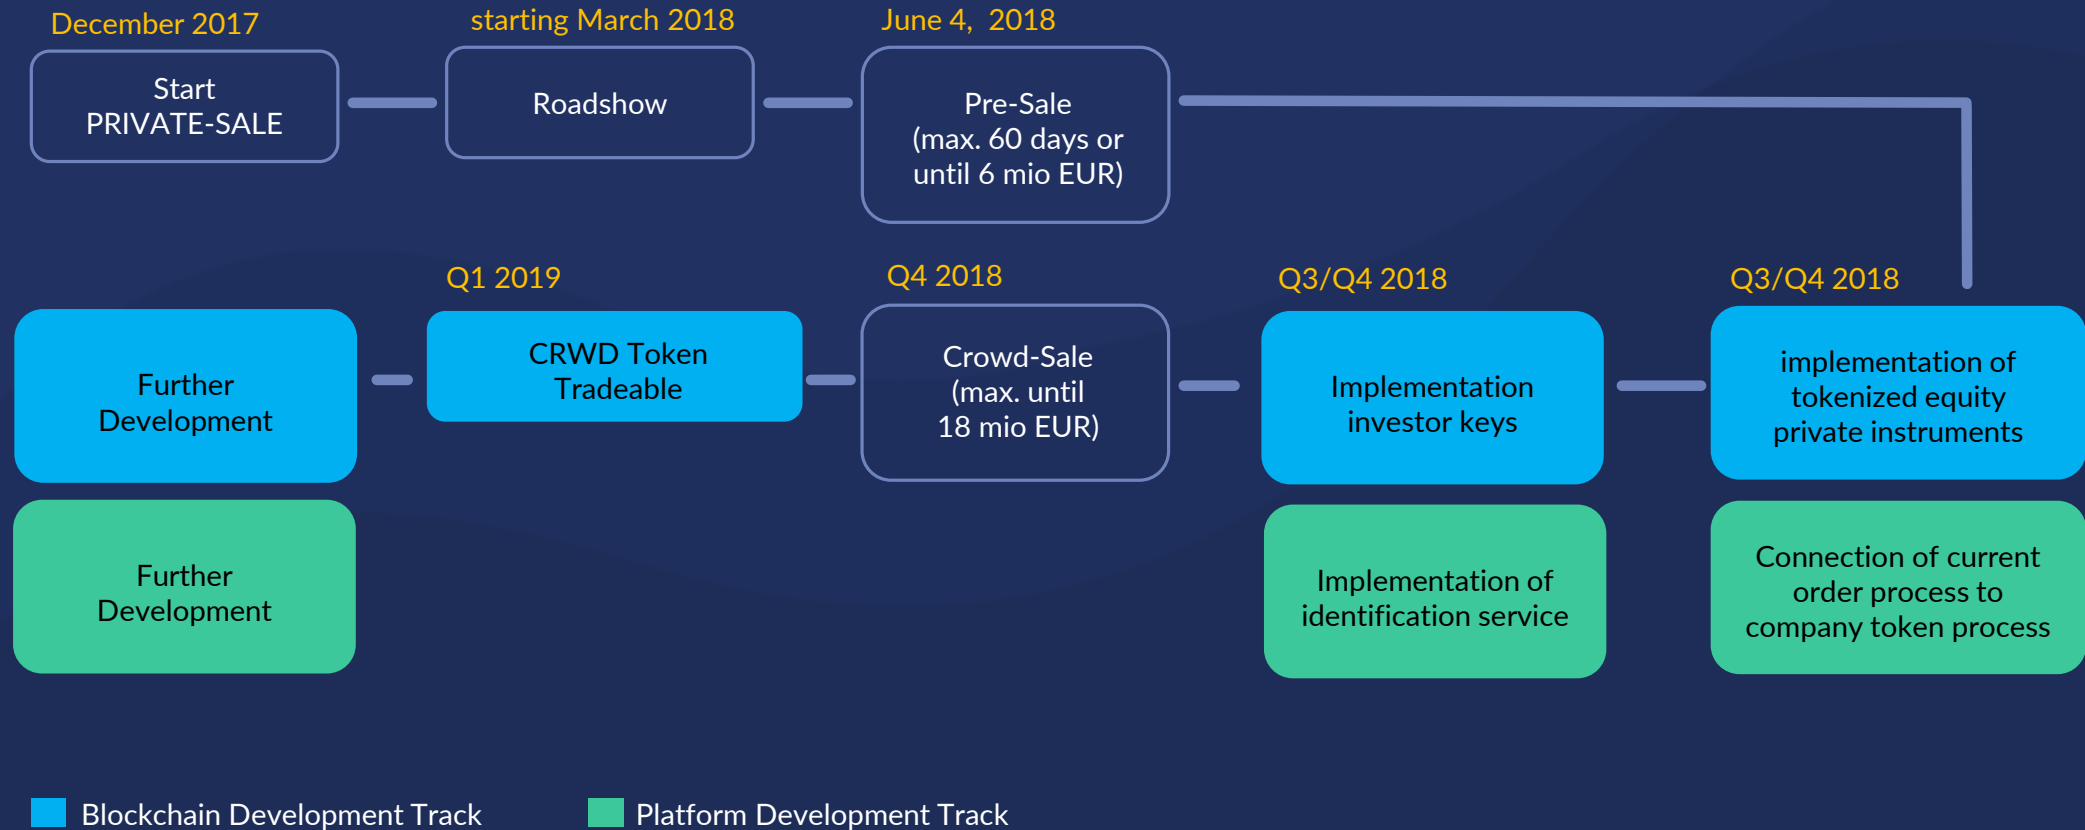 December 2017
Start
PRIVATE-SALE
starting March 2018
Roadshow
June 4,  2018
Pre-Sale
(max. 60 days or
until 6 mio EUR)
Further
Development
Q1 2019
CRWD Token
Tradeable
Q4 2018
Crowd-Sale
(max. until
18 mio EUR)
Q3/Q4 2018
Implementation
investor keys
Q3/Q4 2018
implementation of
tokenized equity
private instruments
Further
Development
Implementation of
identification service
Connection of current
order process to
company token process
Blockchain Development Track
Platform Development Track